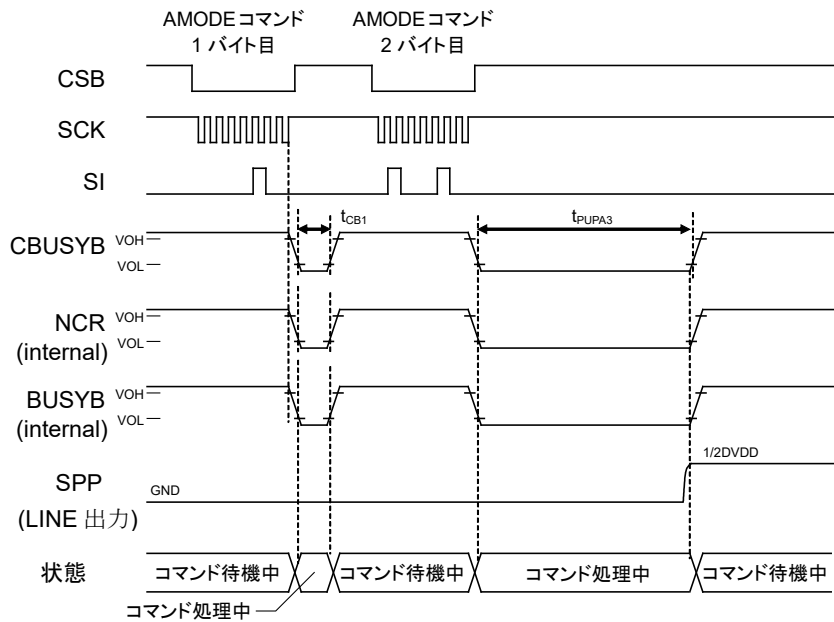 AMODEコマンド
1 バイト目
AMODEコマンド
2 バイト目
CSB
SCK
SI
t_CB1
t_PUPA3
CBUSYB
VOH
VOL
NCR
(internal)
VOH
VOL
BUSYB
(internal)
VOH
VOL
1/2DVDD
SPP
GND
(LINE 出力)
状態
コマンド待機中
コマンド待機中
コマンド処理中
コマンド待機中
コマンド処理中